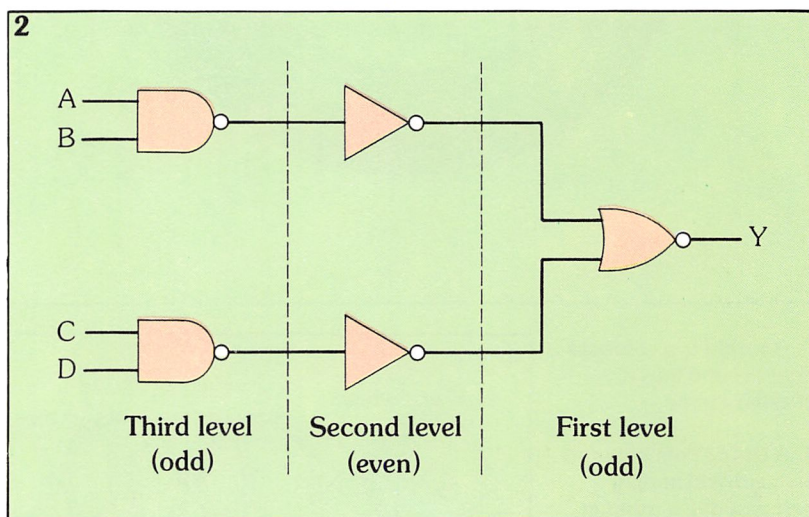 2
A
B
Y
C
D
Third level
(odd)
Second level
(even)
First level
(odd)